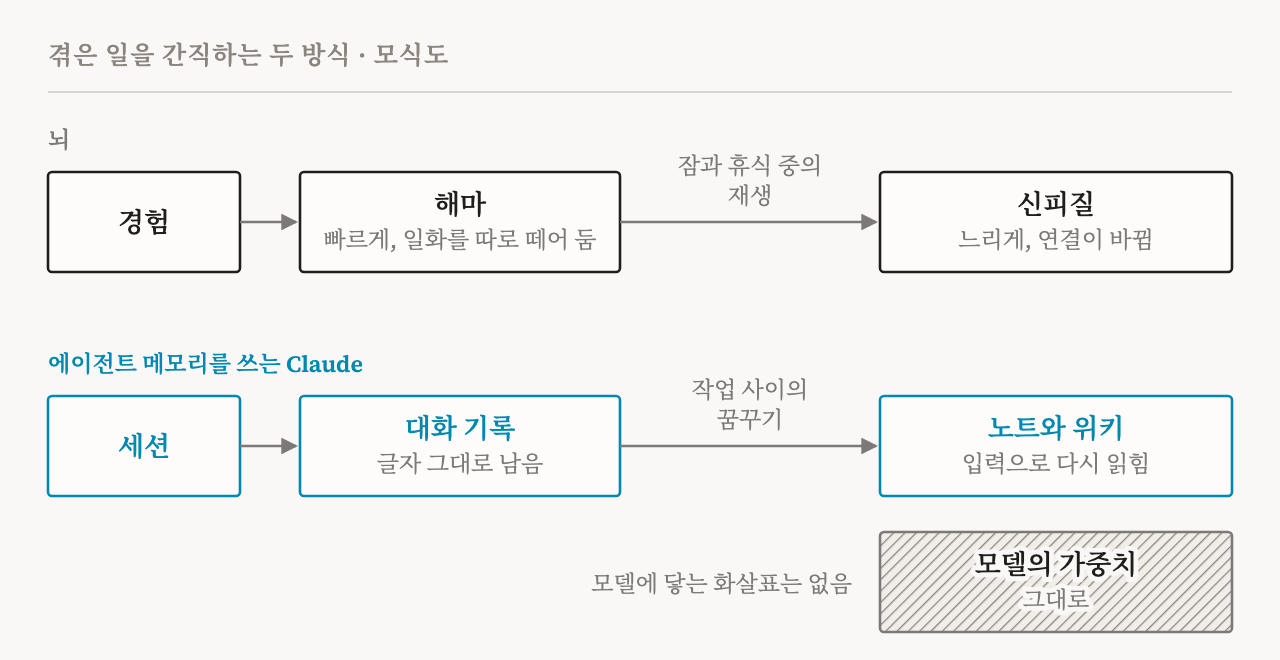 겪은 일을 간직하는 두 방식 · 모식도
뇌
경험
해마
빠르게, 일화를 따로 떼어 둠
잠과 휴식 중의
재생
신피질
느리게, 연결이 바뀜
에이전트 메모리를 쓰는 Claude
세션
대화 기록
글자 그대로 남음
작업 사이의
꿈꾸기
노트와 위키
입력으로 다시 읽힘
모델에 닿는 화살표는 없음
모델의 가중치
그대로